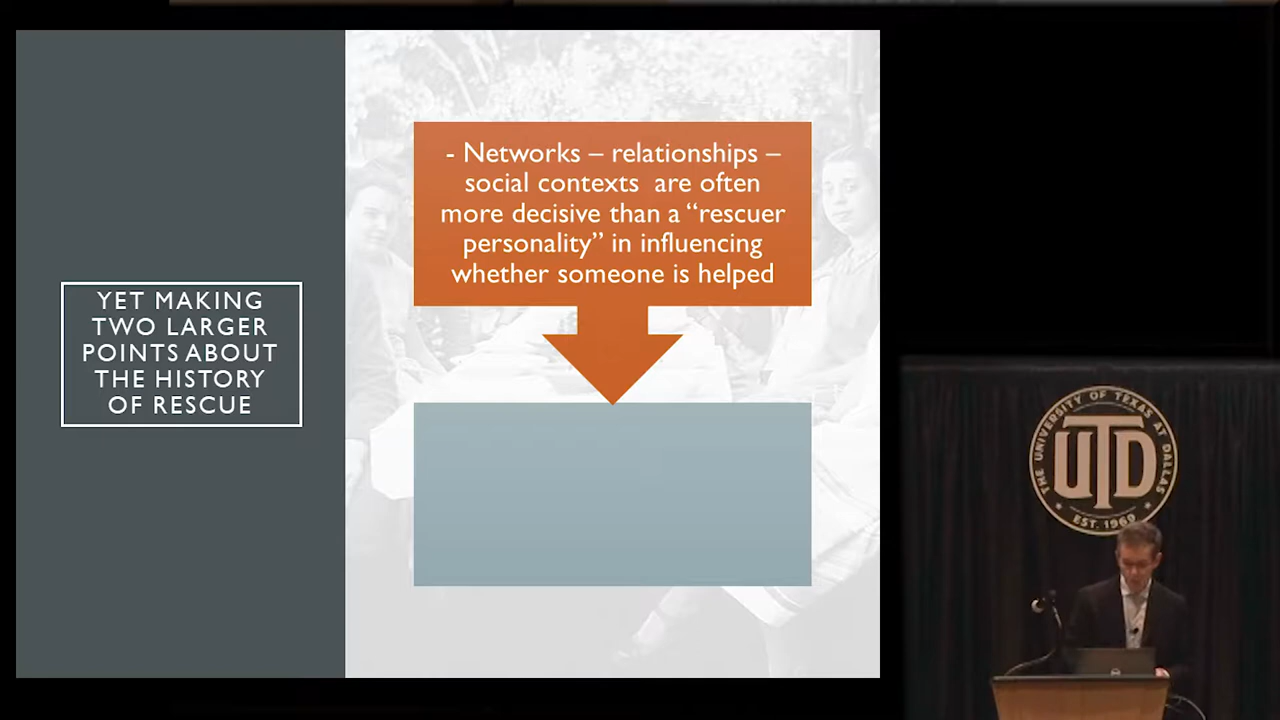 YET MAKING
TWO LARGER
POINTS ABOUT
THE HISTORY
OF RESCUE
- Networks – relationships –
social contexts  are often
more decisive than a “rescuer
personality” in influencing
whether someone is helped
THE UNIVERSITY OF TEXAS AT DALLAS
UTD
EST. 1969